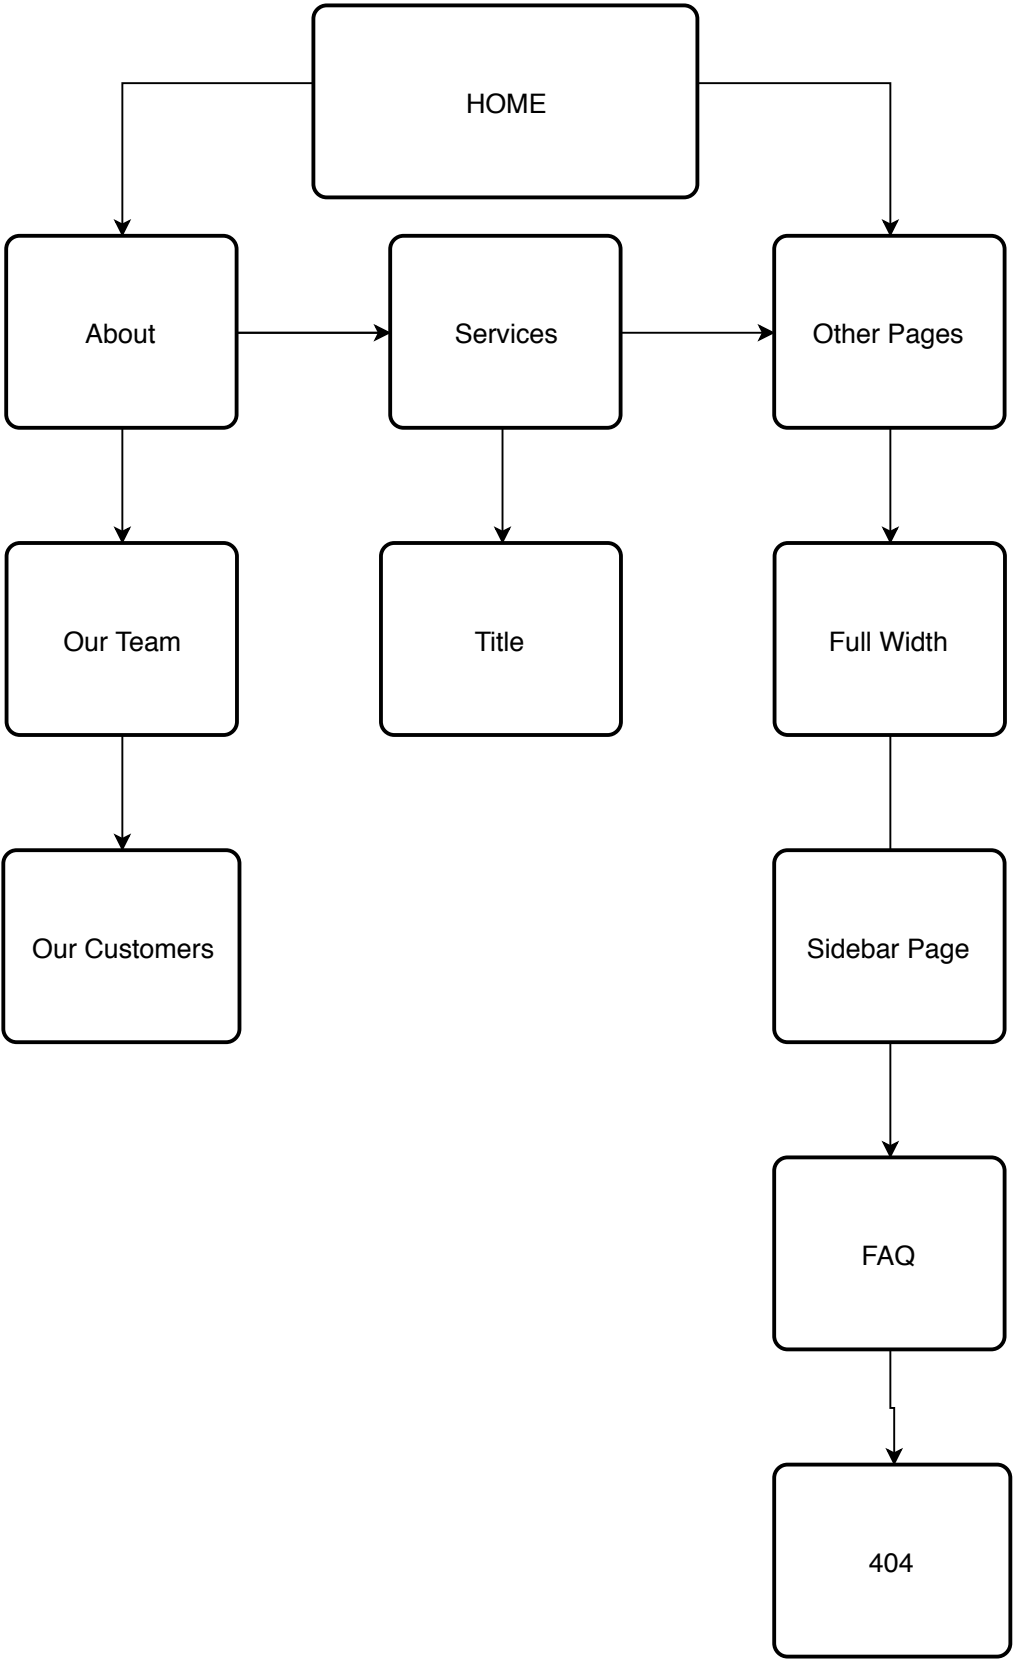 HOME
About
Services
Other Pages
Our Team
Title
Full Width
Our Customers
Sidebar Page
FAQ
404